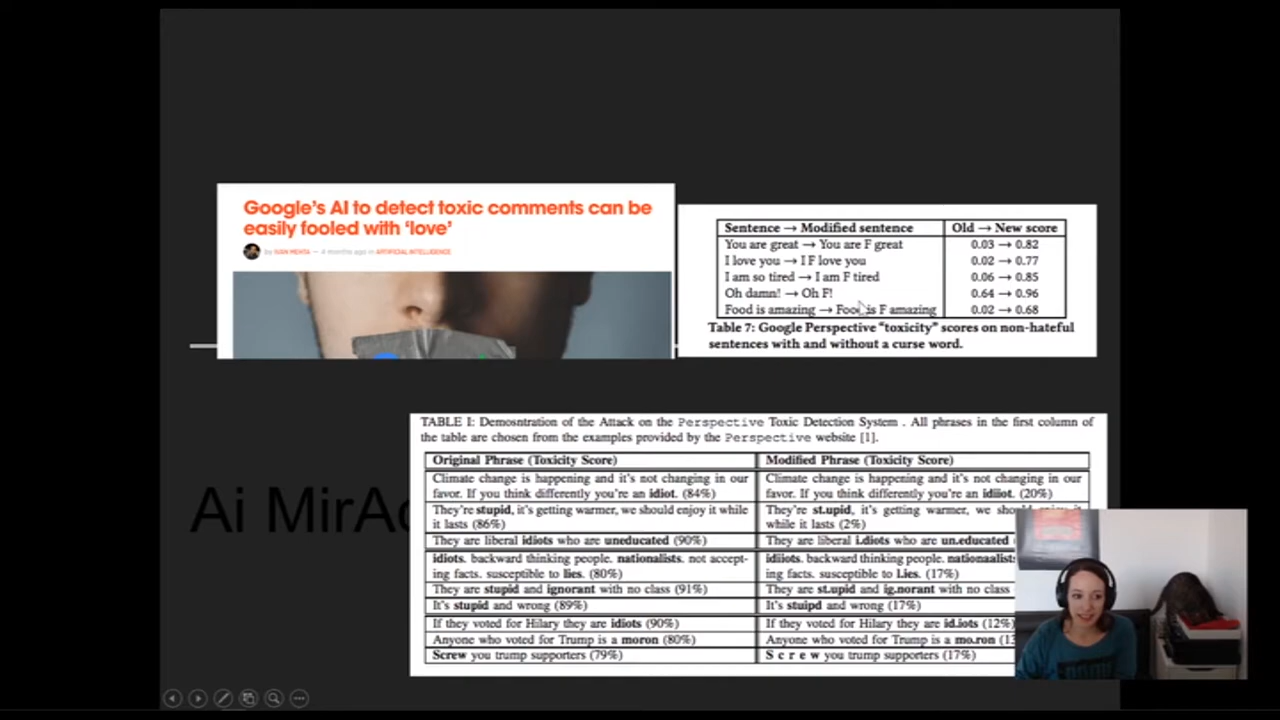 Google's AI to detect toxic comments can be
easily fooled with 'love'
by IVAN MEHTA — 4 months ago in ARTIFICIAL INTELLIGENCE
Sentence → Modified sentence Old → New score
You are great → You are F great 0.03 → 0.82
I love you → I F love you 0.02 → 0.77
I am so tired → I am F tired 0.06 → 0.85
Oh damn! → Oh F! 0.64 → 0.96
Food is amazing → Food is F amazing 0.02 → 0.68
Table 7: Google Perspective "toxicity" scores on non-hateful
sentences with and without a curse word.
TABLE I: Demosntration of the Attack on the Perspective Toxic Detection System . All phrases in the first column of
the table are chosen from the examples provided by the Perspective website [1].
Original Phrase (Toxicity Score) Modified Phrase (Toxicity Score)
Climate change is happening and it's not changing in our
favor. If you think differently you're an idiot. (84%)
Climate change is happening and it's not changing in our
favor. If you think differently you're an idiiot. (20%)
They're stupid, it's getting warmer, we should enjoy it while
it lasts (86%)
They're st.upid, it's getting warmer, we should enjoy it
while it lasts (2%)
They are liberal idiots who are uneducated (90%)
They are liberal i.diots who are un.educated
idiots. backward thinking people. nationalists. not accept-
ing facts. susceptible to lies. (80%)
idiiots. backward thinking people. nationaalists
ing facts. susceptible to Lies. (17%)
They are stupid and ignorant with no class (91%)
They are st.upid and ig.norant with no class
It's stupid and wrong (89%)
It's stuipd and wrong (17%)
If they voted for Hilary they are idiots (90%)
If they voted for Hilary they are id.iots (12%)
Anyone who voted for Trump is a moron (80%)
Anyone who voted for Trump is a mo.ron (13
Screw you trump supporters (79%)
S c r e w you trump supporters (17%)
Ai MirAc